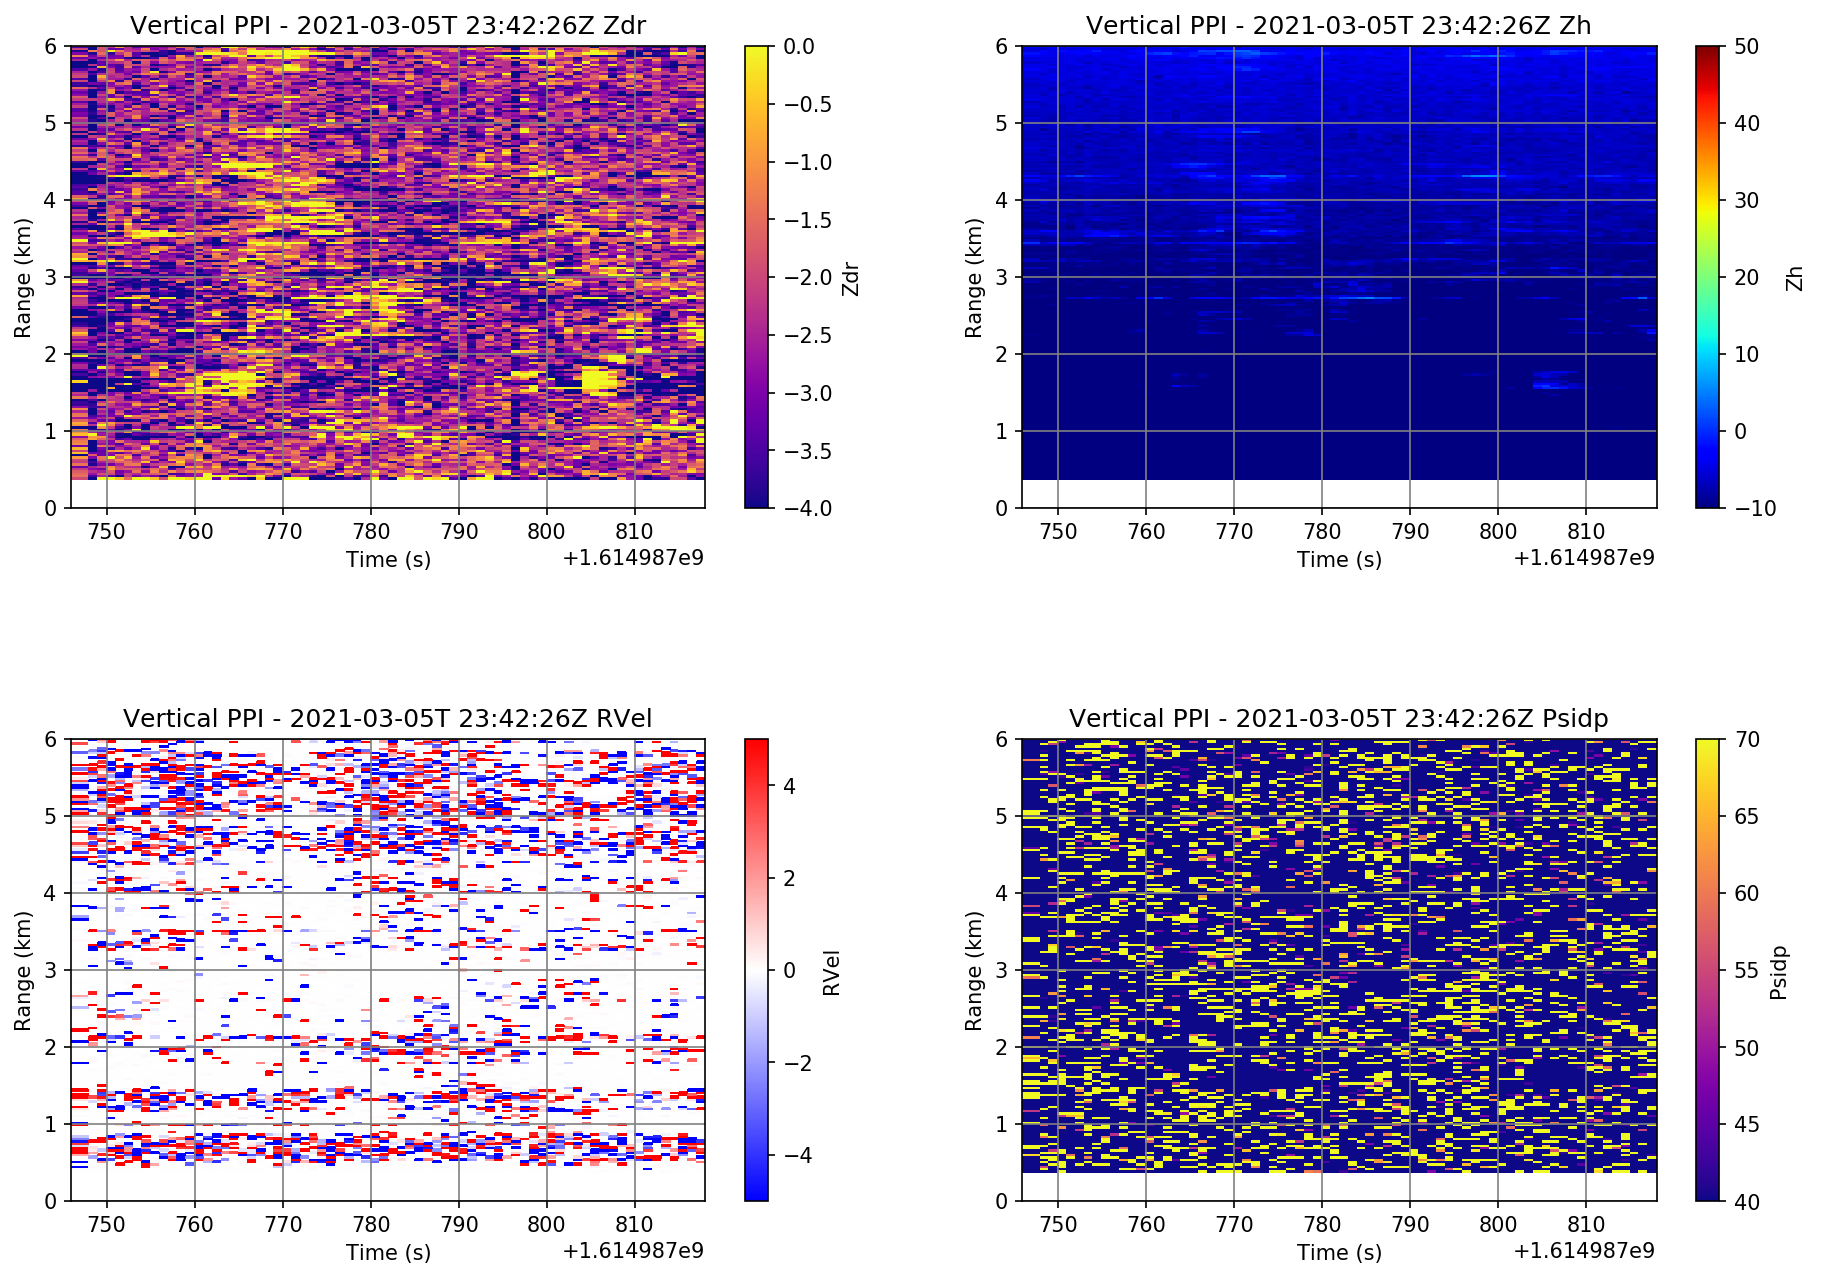 Vertical PPI - 2021-03-05T 23:42:26Z Zdr
6
5
4
3
2
1
0
Range (km)
750 760 770 780 790 800 810
Time (s)
+1.614987e9
0.0
−0.5
−1.0
−1.5
−2.0
−2.5
−3.0
−3.5
−4.0
Zdr
Vertical PPI - 2021-03-05T 23:42:26Z Zh
6
5
4
3
2
1
0
Range (km)
750 760 770 780 790 800 810
Time (s)
+1.614987e9
50
40
30
20
10
0
−10
Zh
Vertical PPI - 2021-03-05T 23:42:26Z RVel
6
5
4
3
2
1
0
Range (km)
750 760 770 780 790 800 810
Time (s)
+1.614987e9
4
2
0
−2
−4
RVel
Vertical PPI - 2021-03-05T 23:42:26Z Psidp
6
5
4
3
2
1
0
Range (km)
750 760 770 780 790 800 810
Time (s)
+1.614987e9
70
65
60
55
50
45
40
Psidp